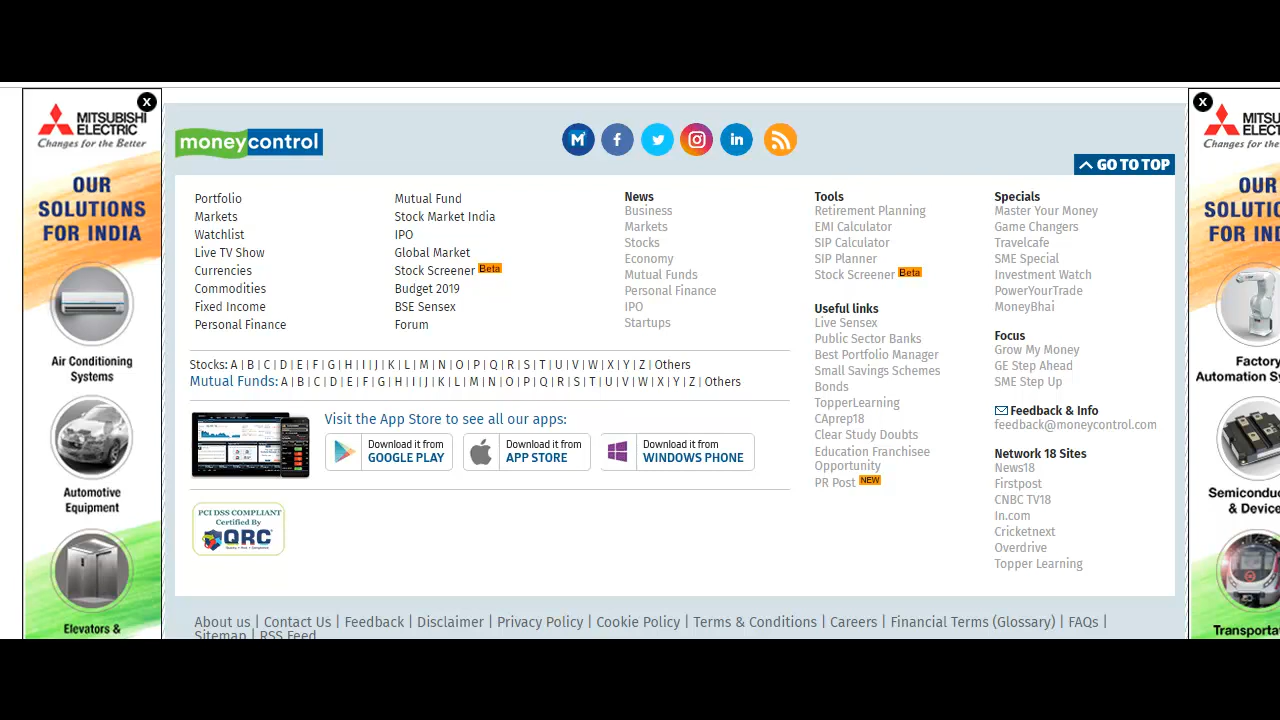 X
MITSUBISHI
ELECTRIC
Changes for the Better
OUR
SOLUTIONS
FOR INDIA
Air Conditioning
Systems
Automotive
Equipment
Elevators &
moneycontrol
GO TO TOP
Portfolio
Markets
Watchlist
Live TV Show
Currencies
Commodities
Fixed Income
Personal Finance
Mutual Fund
Stock Market India
IPO
Global Market
Stock Screener Beta
Budget 2019
BSE Sensex
Forum
News
Business
Markets
Stocks
Economy
Mutual Funds
Personal Finance
IPO
Startups
Tools
Retirement Planning
EMI Calculator
SIP Calculator
SIP Planner
Stock Screener Beta
Useful links
Live Sensex
Public Sector Banks
Best Portfolio Manager
Small Savings Schemes
Bonds
TopperLearning
CAprep18
Clear Study Doubts
Education Franchisee
Opportunity
PR Post NEW
Specials
Master Your Money
Game Changers
Travelcafe
SME Special
Investment Watch
PowerYourTrade
MoneyBhai
Focus
Grow My Money
GE Step Ahead
SME Step Up
Feedback & Info
feedback@moneycontrol.com
Network 18 Sites
News18
Firstpost
CNBC TV18
In.com
Cricketnext
Overdrive
Topper Learning
Stocks: A | B | C | D | E | F | G | H | I | J | K | L | M | N | O | P | Q | R | S | T | U | V | W | X | Y | Z | Others
Mutual Funds: A | B | C | D | E | F | G | H | I | J | K | L | M | N | O | P | Q | R | S | T | U | V | W | X | Y | Z | Others
Visit the App Store to see all our apps:
Download it from
GOOGLE PLAY
Download it from
APP STORE
Download it from
WINDOWS PHONE
PCI DSS COMPLIANT
Certified By
QRC
About us | Contact Us | Feedback | Disclaimer | Privacy Policy | Cookie Policy | Terms & Conditions | Careers | Financial Terms (Glossary) | FAQs |
Sitemap | RSS Feed
X
MITSU
ELECT
Changes for
OUR
SOLUTIO
FOR IND
Factory
Automation Sy
Semiconduc
& Device
Transporta